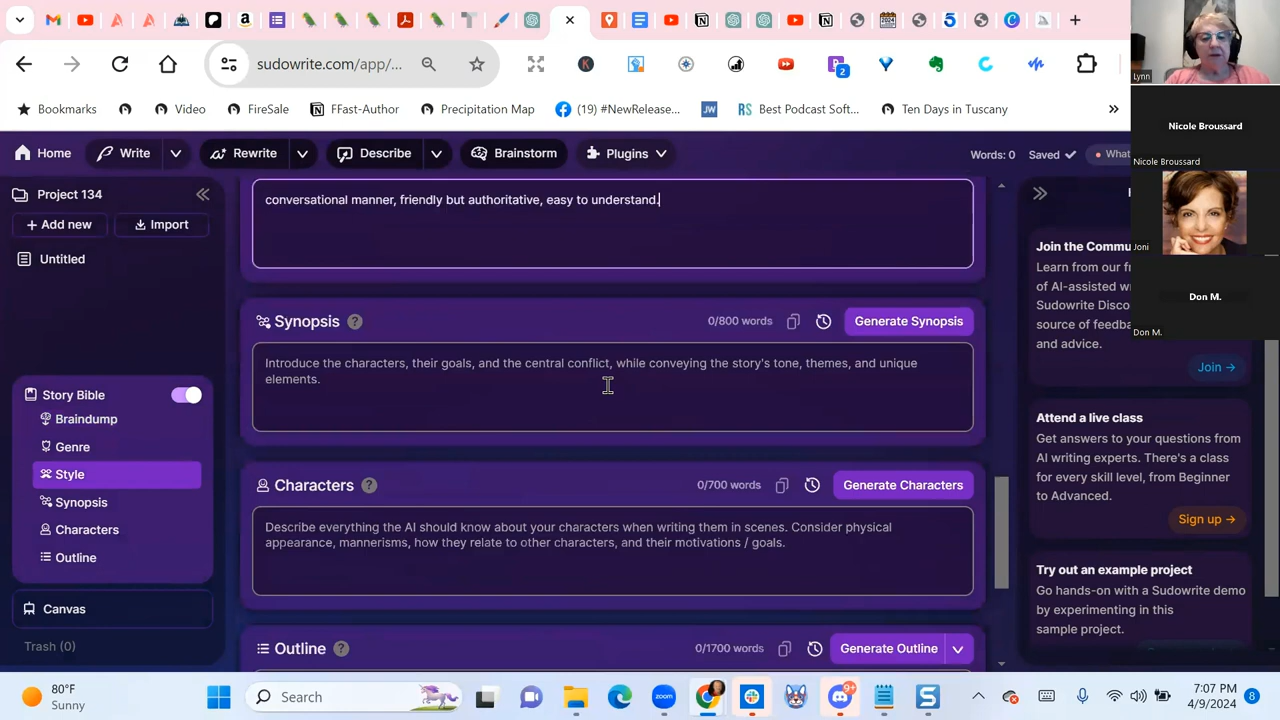 sudowrite.com/app/...
2
Lynn
Bookmarks
Video
FireSale
FFast-Author
Precipitation Map
(19) #NewRelease...
JW
RS Best Podcast Soft...
Ten Days in Tuscany
»
Nicole Broussard
Nicole Broussard
Home
Write
Rewrite
Describe
Brainstorm
Plugins
Words: 0
Saved
What
Project 134
+ Add new
Import
Untitled
conversational manner, friendly but authoritative, easy to understand.
Joni
Join the Commu
Learn from our fr
of AI-assisted w
Sudowrite Disco
source of feedba
and advice.
Join →
Don M.
Don M.
Synopsis ?
0/800 words
Generate Synopsis
Introduce the characters, their goals, and the central conflict, while conveying the story's tone, themes, and unique
elements.
Story Bible
Braindump
Genre
Style
Synopsis
Characters
Outline
Attend a live class
Get answers to your questions from
AI writing experts. There's a class
for every skill level, from Beginner
to Advanced.
Sign up →
Characters ?
0/700 words
Generate Characters
Describe everything the AI should know about your characters when writing them in scenes. Consider physical
appearance, mannerisms, how they relate to other characters, and their motivations / goals.
Try out an example project
Go hands-on with a Sudowrite demo
by experimenting in this
sample project.
Canvas
Trash (0)
Outline ?
0/1700 words
Generate Outline
80°F
Sunny
Search
zoom
9+
7:07 PM
4/9/2024
8